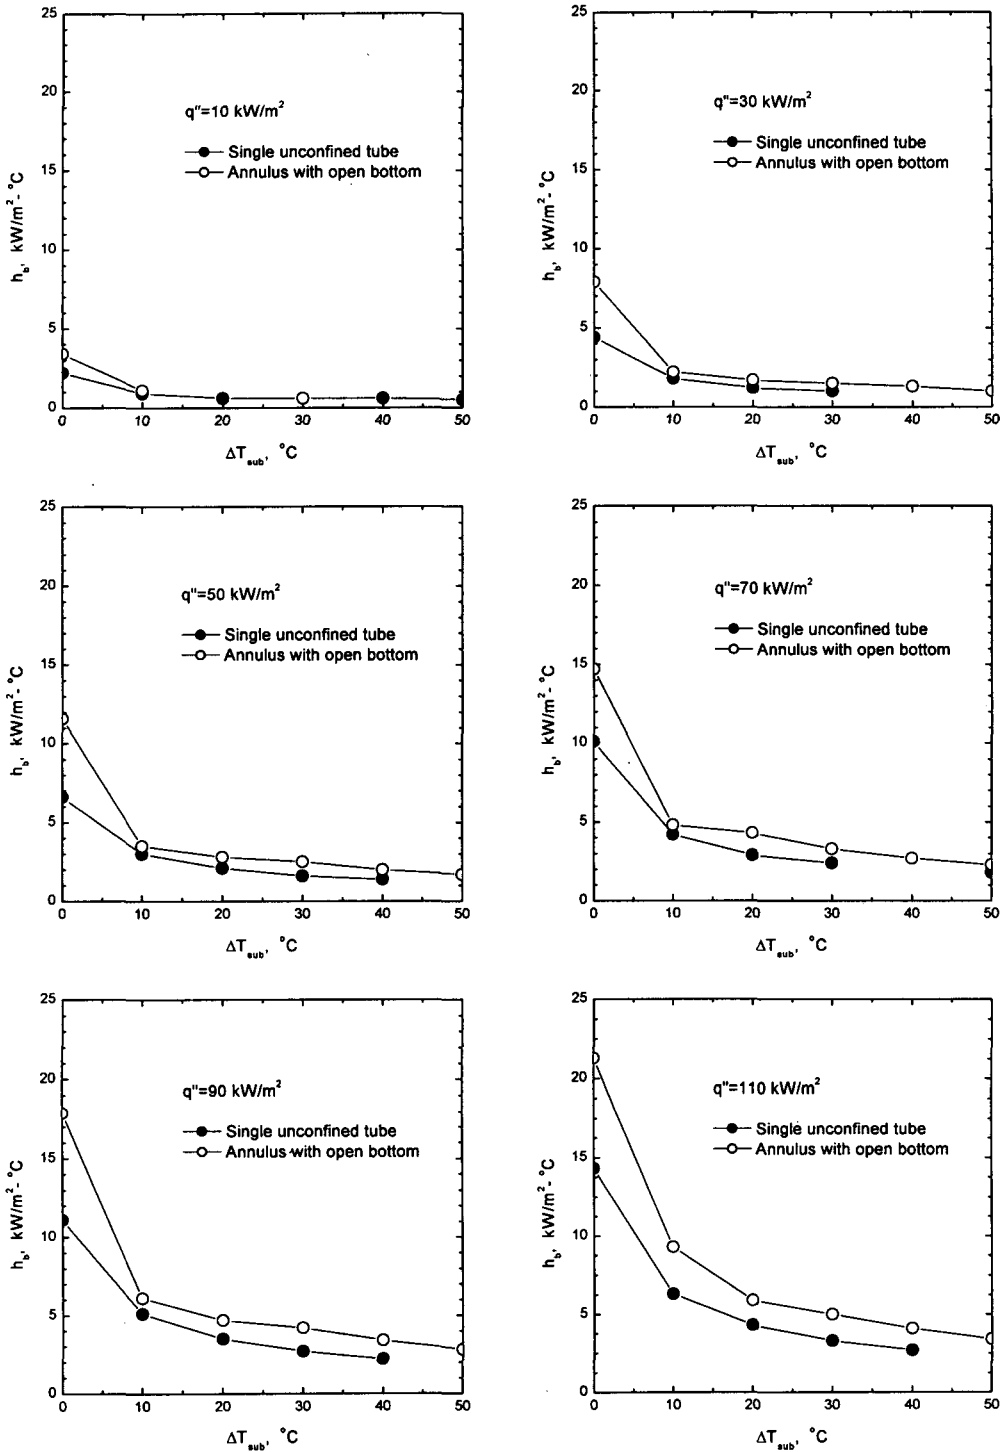 25
20
15
10
5
0
h_b, kW/m²-°C
q"=10 kW/m²
Single unconfined tube
Annulus with open bottom
0 10 20 30 40 50
ΔT_sub, °C
25
20
15
10
5
0
h_b, kW/m²-°C
q"=30 kW/m²
Single unconfined tube
Annulus with open bottom
0 10 20 30 40 50
ΔT_sub, °C
25
20
15
10
5
0
h_b, kW/m²-°C
q"=50 kW/m²
Single unconfined tube
Annulus with open bottom
0 10 20 30 40 50
ΔT_sub, °C
25
20
15
10
5
0
h_b, kW/m²-°C
q"=70 kW/m²
Single unconfined tube
Annulus with open bottom
0 10 20 30 40 50
ΔT_sub, °C
25
20
15
10
5
0
h_b, kW/m²-°C
q"=90 kW/m²
Single unconfined tube
Annulus with open bottom
0 10 20 30 40 50
ΔT_sub, °C
25
20
15
10
5
0
h_b, kW/m²-°C
q"=110 kW/m²
Single unconfined tube
Annulus with open bottom
0 10 20 30 40 50
ΔT_sub, °C